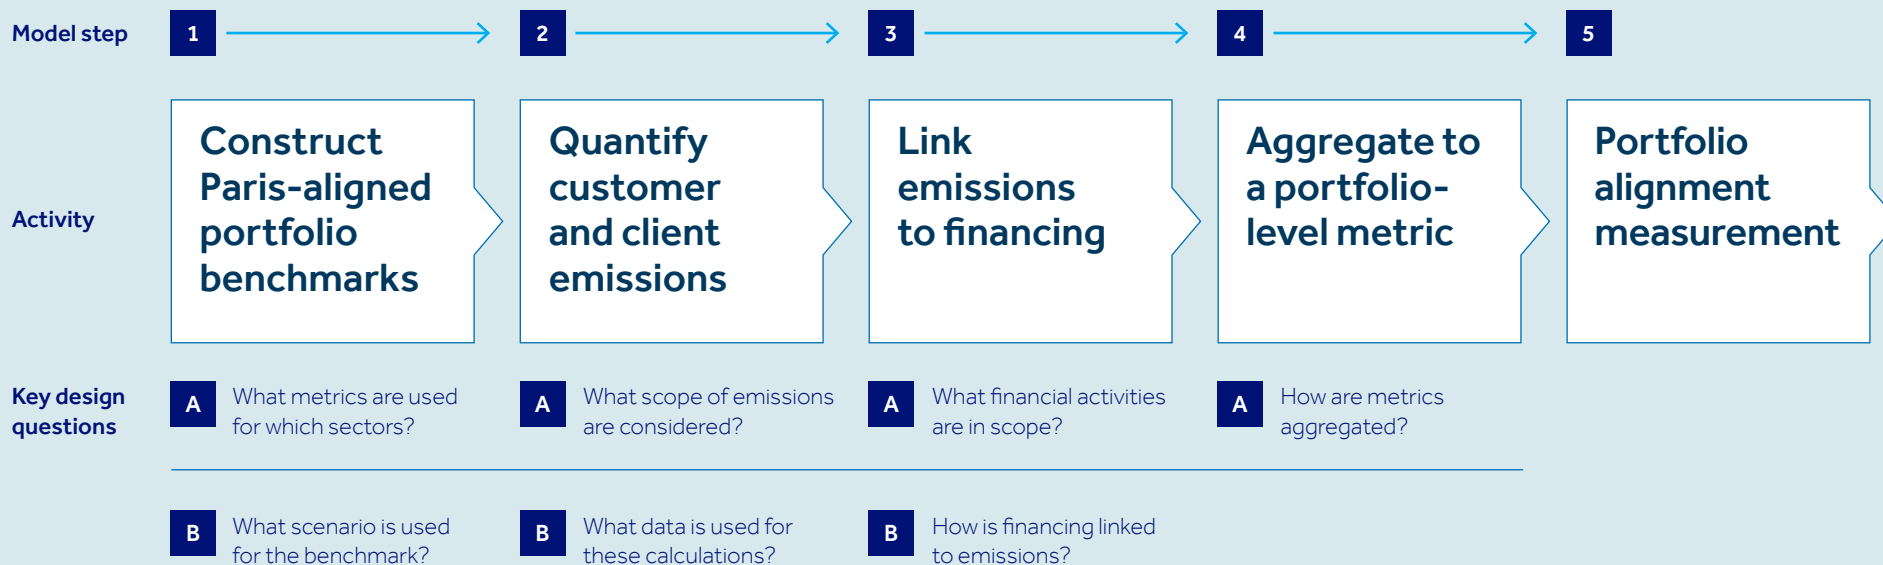 Model step
1
2
3
4
5
Activity
Construct
Paris-aligned
portfolio
benchmarks
Quantify
customer
and client
emissions
Link
emissions
to financing
Aggregate to
a portfolio-
level metric
Portfolio
alignment
measurement
Key design
questions
A
What metrics are used
for which sectors?
A
What scope of emissions
are considered?
A
What financial activities
are in scope?
A
How are metrics
aggregated?
B
What scenario is used
for the benchmark?
B
What data is used for
these calculations?
B
How is financing linked
to emissions?